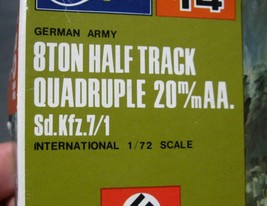 14
GERMAN ARMY
8TON HALF TRACK
QUADRUPLE 20m/mAA.
Sd.Kfz.7/1
INTERNATIONAL 1/72 SCALE